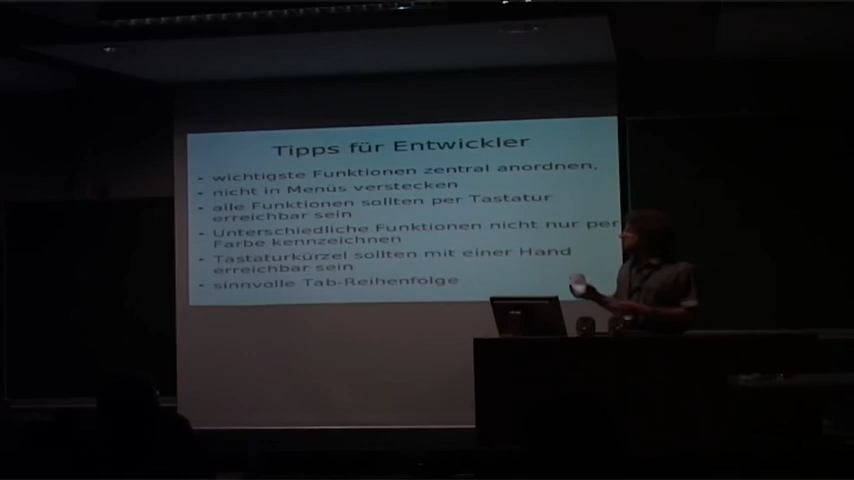 Tipps für Entwickler
- wichtigste Funktionen zentral anordnen,
- nicht in Menüs verstecken
- alle Funktionen sollten per Tastatur
erreichbar sein
- Unterschiedliche Funktionen nicht nur per
Farbe kennzeichnen
- Tastaturkürzel sollten mit einer Hand
erreichbar sein
- sinnvolle Tab-Reihenfolge